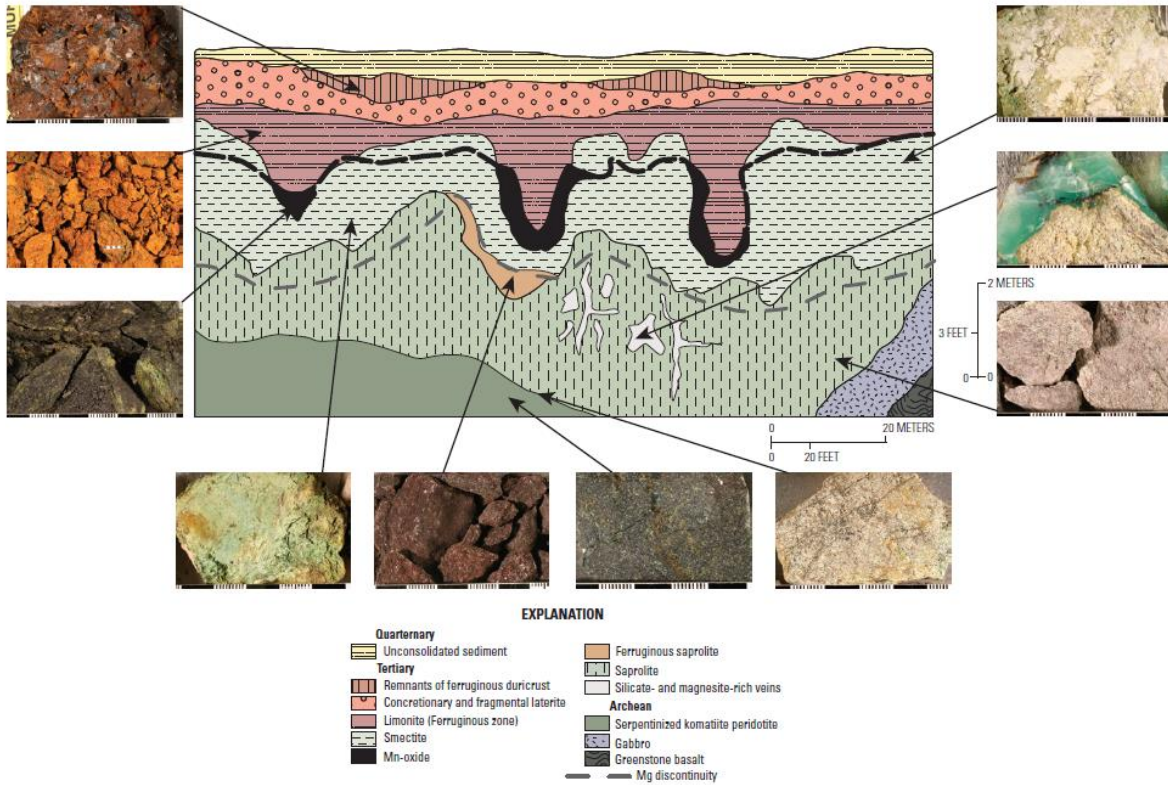 MUR
2 METERS
3 FEET
0 0
0 20 METERS
0 20 FEET
EXPLANATION
Quarternary
Unconsolidated sediment
Tertiary
Remnants of ferruginous duricrust
Concretionary and fragmental laterite
Limonite (Ferruginous zone)
Smectite
Mn-oxide
Ferruginous saprolite
Saprolite
Silicate- and magnesite-rich veins
Archean
Serpentinized komatiite peridotite
Gabbro
Greenstone basalt
Mg discontinuity